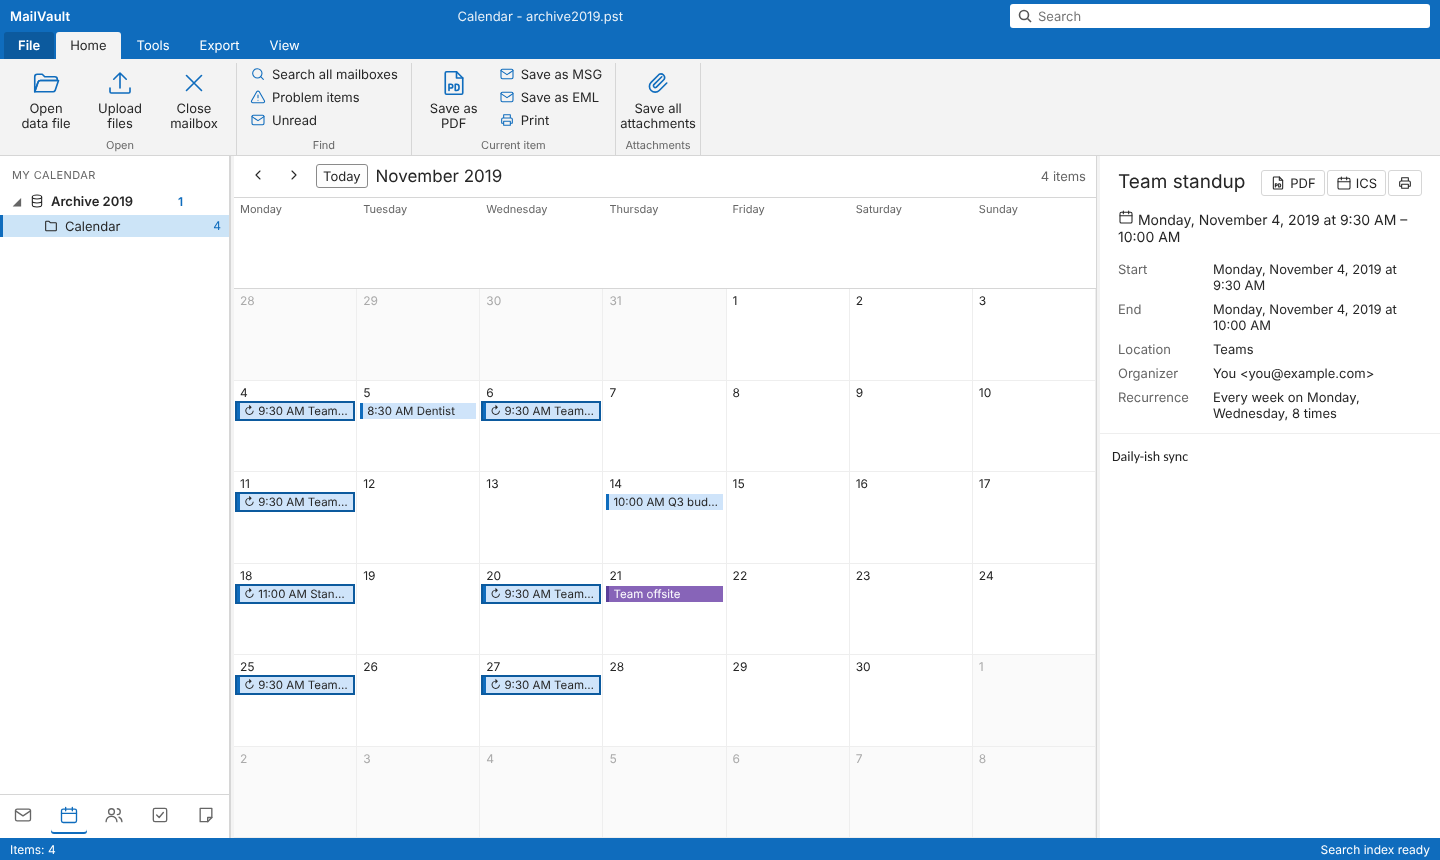 MailVault
Calendar - archive2019.pst
Search
File
Home
Tools
Export
View
Open
data file
Upload
files
Close
mailbox
Open
Search all mailboxes
Problem items
Unread
Find
Save as
PDF
Save as MSG
Save as EML
Print
Current item
Save all
attachments
Attachments
MY CALENDAR
Archive 2019 1
Calendar 4
Today
November 2019
4 items
Monday Tuesday Wednesday Thursday Friday Saturday Sunday
28 29 30 31 1 2 3
4 5 6 7 8 9 10
9:30 AM Team... 8:30 AM Dentist 9:30 AM Team...
11 12 13 14 15 16 17
9:30 AM Team... 10:00 AM Q3 bud...
18 19 20 21 22 23 24
11:00 AM Stan... 9:30 AM Team... Team offsite
25 26 27 28 29 30 1
9:30 AM Team... 9:30 AM Team...
2 3 4 5 6 7 8
Team standup
PDF
ICS
Monday, November 4, 2019 at 9:30 AM –
10:00 AM
Start Monday, November 4, 2019 at
9:30 AM
End Monday, November 4, 2019 at
10:00 AM
Location Teams
Organizer You <you@example.com>
Recurrence Every week on Monday,
Wednesday, 8 times
Daily-ish sync
Items: 4
Search index ready